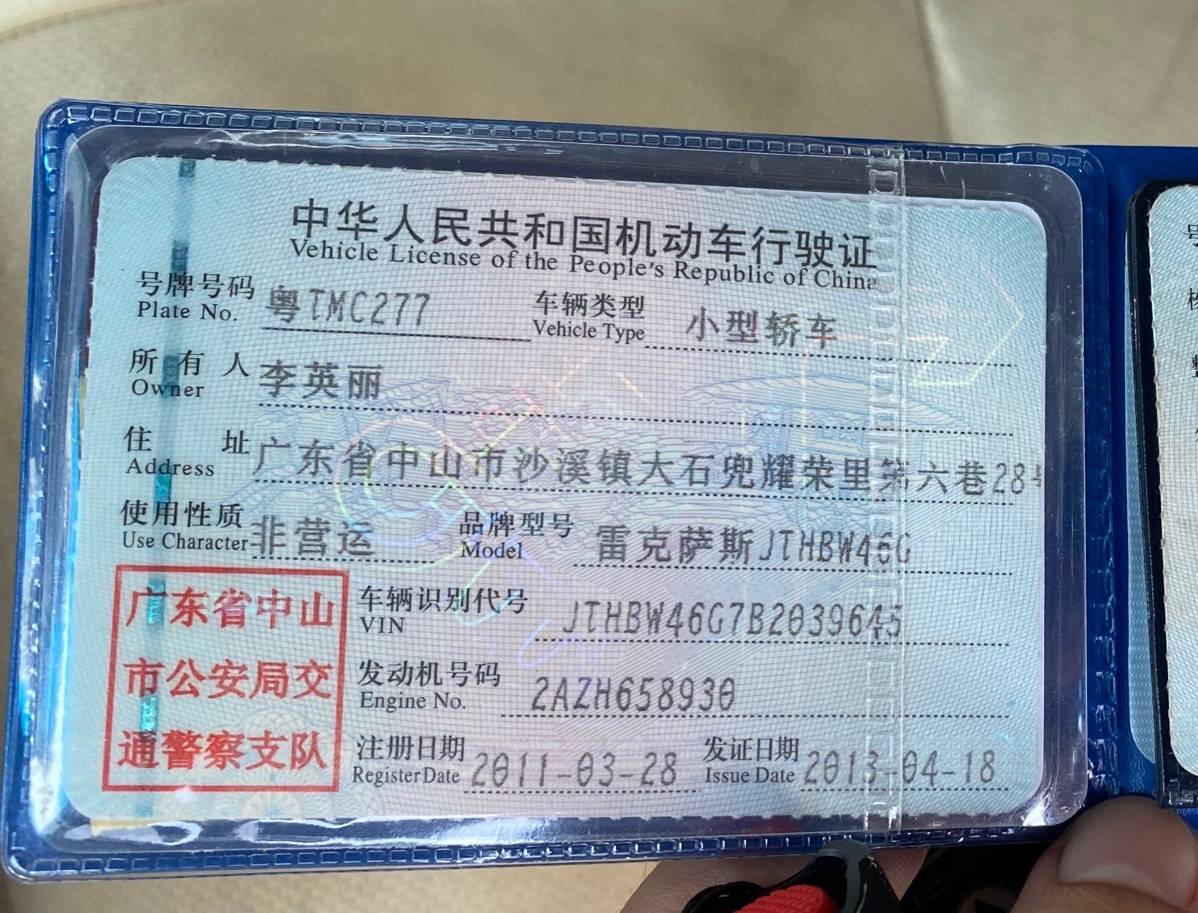 中华人民共和国机动车行驶证
Vehicle License of the People's Republic of China
号牌号码 粤TMC277 车辆类型 小型轿车
Plate No. Vehicle Type
所有人 李英丽
Owner
住址 广东省中山市沙溪镇大石兜耀荣里第六巷28号
Address
使用性质 非营运 品牌型号 雷克萨斯JTHBW46G
Use Character Model
广东省中山
市公安局交
通警察支队
车辆识别代号 JTHBW46G7B2039645
VIN
发动机号码 2AZH658930
Engine No.
注册日期 2011-03-28 发证日期 2013-04-18
Register Date Issue Date